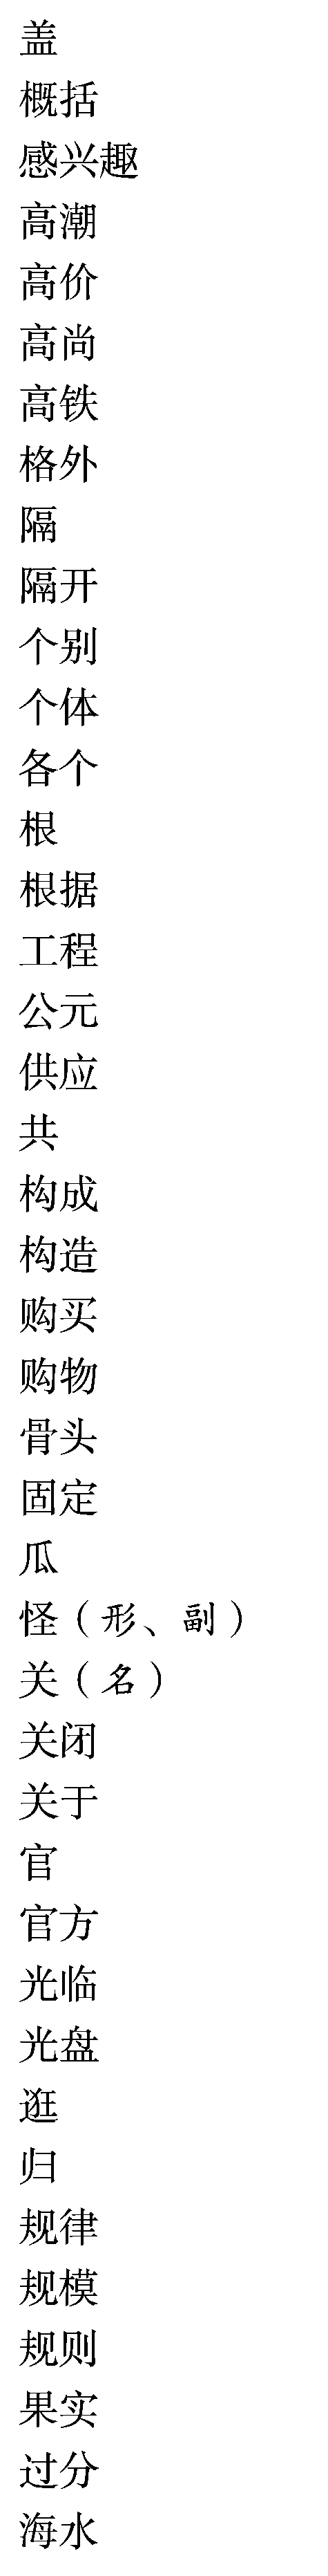 盖
概括
感兴趣
高潮
高价
高尚
高铁
格外
隔
隔开
个别
个体
各个
根
根据
工程
公元
供应
共
构成
构造
购买
购物
骨头
固定
瓜
怪（形、副）
关（名）
关闭
关于
官
官方
光临
光盘
逛
归
规律
规模
规则
果实
过分
海水